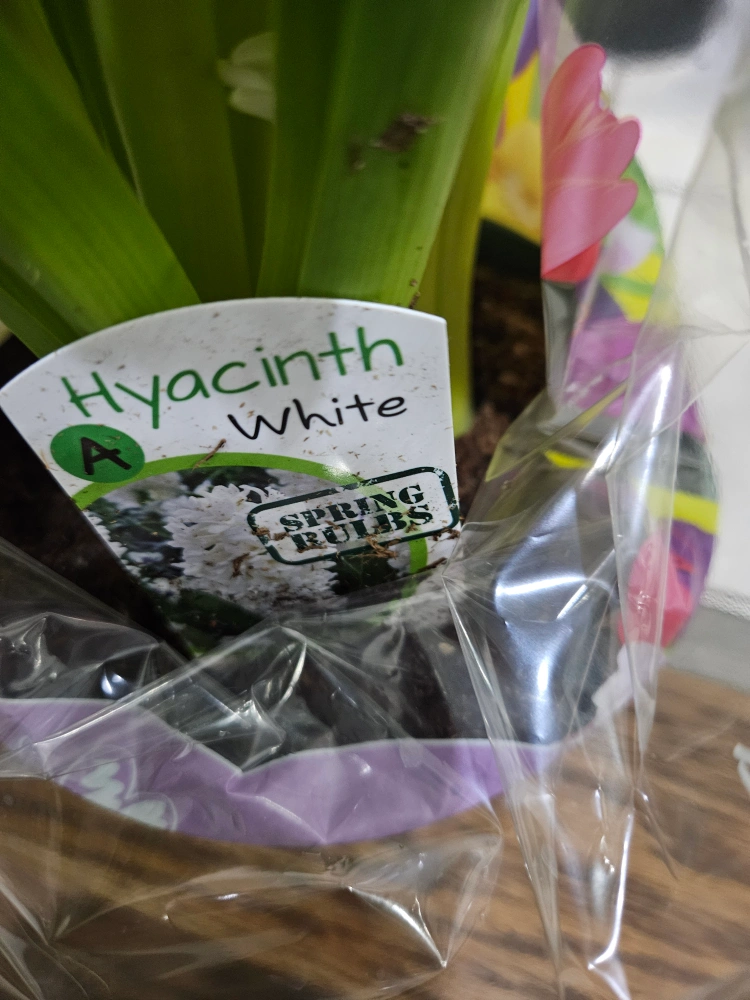 Hyacinth
White
A
SPRING
BULBS